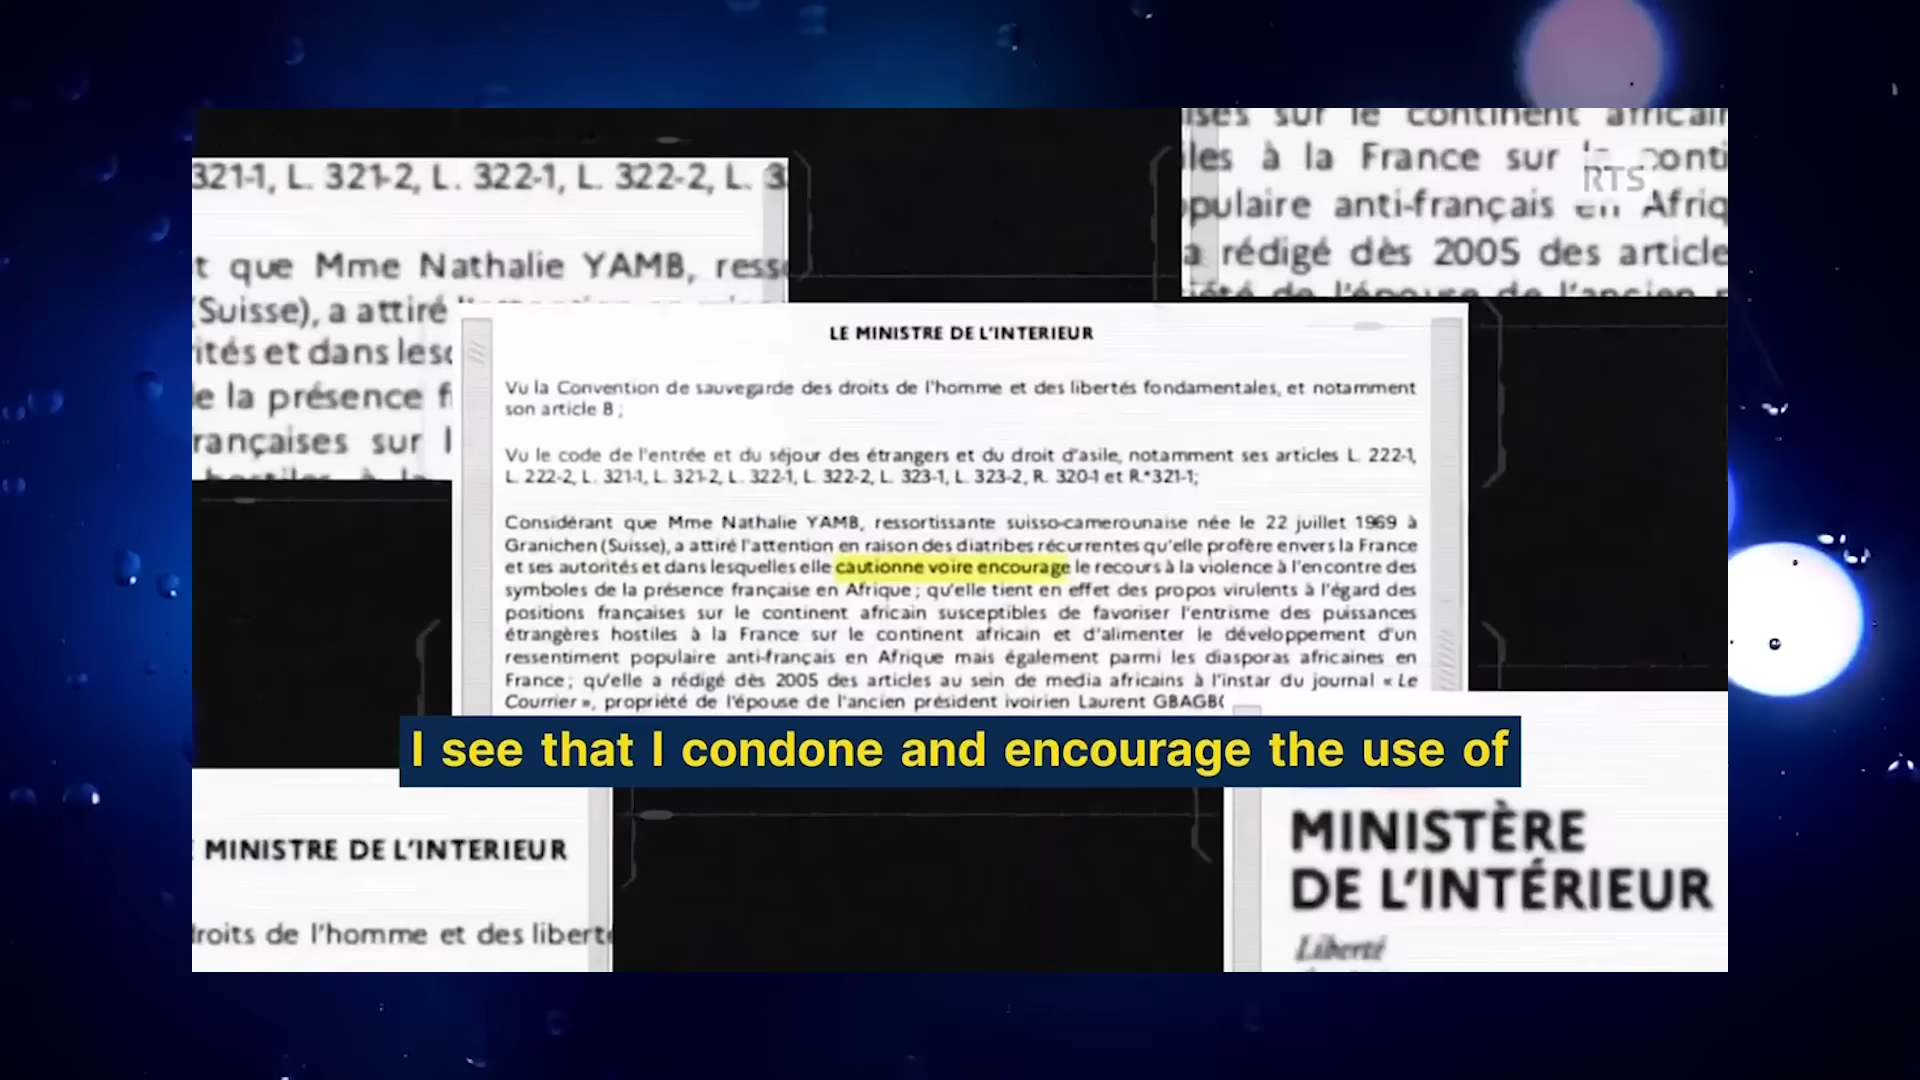 321-1, L. 321-2, L. 322-1, L. 322-2, L. 3
t que Mme Nathalie YAMB, ress
(Suisse), a attiré
ités et dans lesq
e la présence f
rançaises sur l
ises sur le continent africain
les à la France sur le conti
RTS
pulaire anti-français en Afriq
a rédigé dès 2005 des article
LE MINISTRE DE L'INTERIEUR
Vu la Convention de sauvegarde des droits de l'homme et des libertés fondamentales, et notamment
son article 8 ;
Vu le code de l'entrée et du séjour des étrangers et du droit d'asile, notamment ses articles L. 222-1,
L. 222-2, L. 321-1, L. 321-2, L. 322-1, L. 322-2, L. 323-1, L. 323-2, R. 320-1 et R.*321-1;
Considérant que Mme Nathalie YAMB, ressortissante suisso-camerounaise née le 22 juillet 1969 à
Granichen (Suisse), a attiré l'attention en raison des diatribes récurrentes qu'elle profère envers la France
et ses autorités et dans lesquelles elle cautionne voire encourage le recours à la violence à l'encontre des
symboles de la présence française en Afrique ; qu'elle tient en effet des propos virulents à l'égard des
positions françaises sur le continent africain susceptibles de favoriser l'entrisme des puissances
étrangères hostiles à la France sur le continent africain et d'alimenter le développement d'un
ressentiment populaire anti-français en Afrique mais également parmi les diasporas africaines en
France ; qu'elle a rédigé dès 2005 des articles au sein de media africains à l'instar du journal « Le
Courrier », propriété de l'épouse de l'ancien président ivoirien Laurent GBAGB
I see that I condone and encourage the use of
MINISTRE DE L'INTERIEUR
droits de l'homme et des liberté
MINISTÈRE
DE L'INTÉRIEUR
Liberté